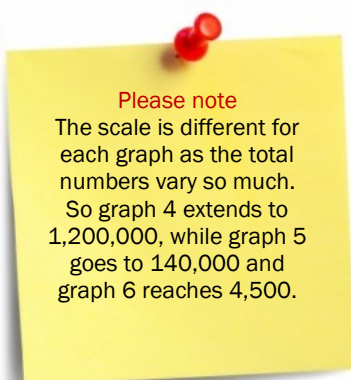 Please note
The scale is different for
each graph as the total
numbers vary so much.
So graph 4 extends to
1,200,000, while graph 5
goes to 140,000 and
graph 6 reaches 4,500.